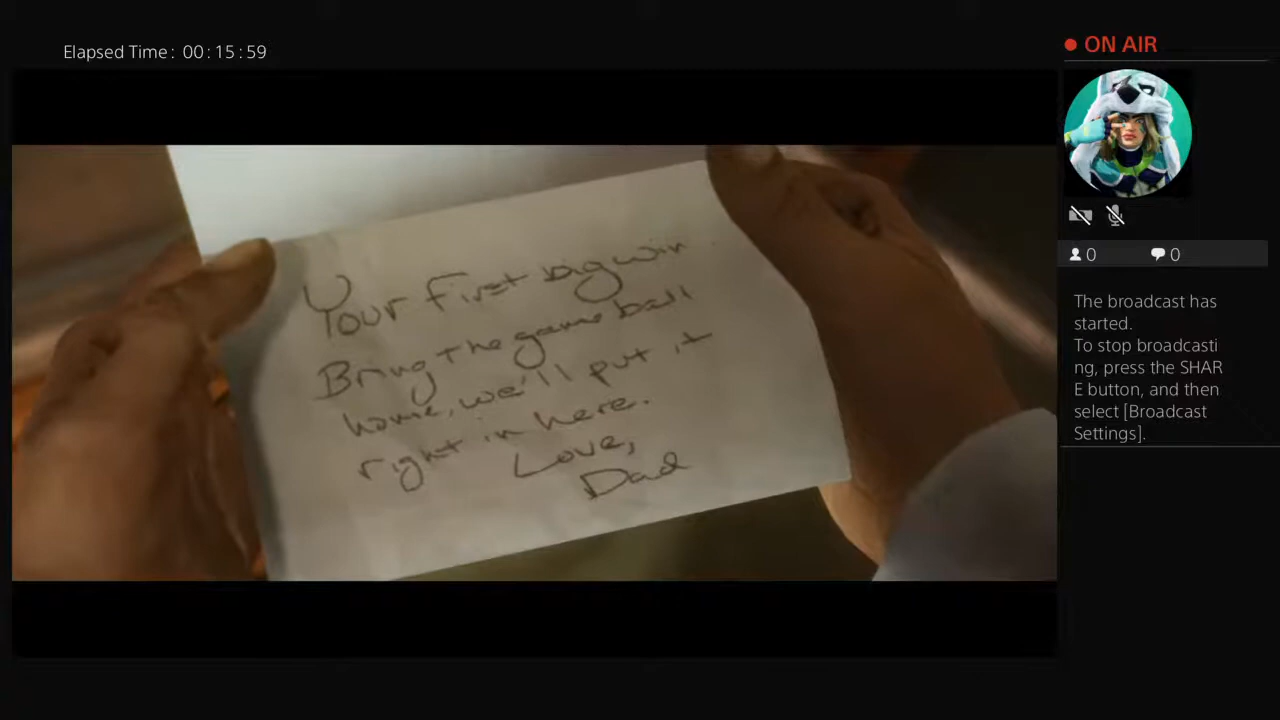 Elapsed Time: 00:15:59
ON AIR
Your first big win
Bring the game ball
home, we'll put it
right in here.
Love,
Dad
0
0
The broadcast has
started.
To stop broadcasti
ng, press the SHAR
E button, and then
select [Broadcast
Settings].